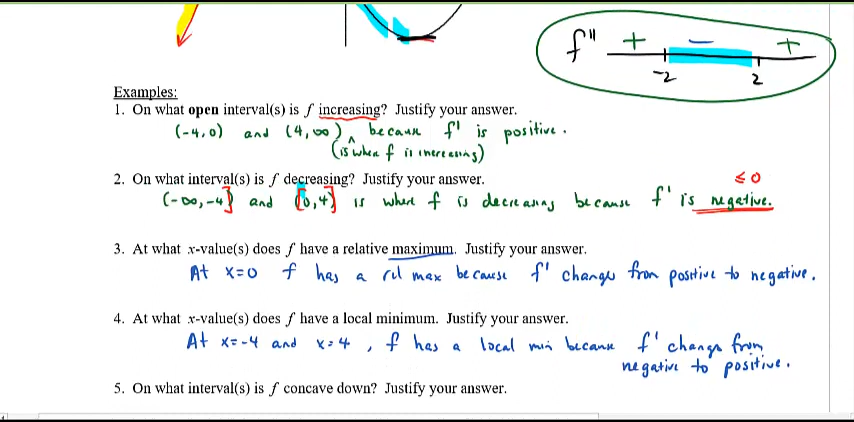 f" + − +
-2 2
Examples:
1. On what open interval(s) is f increasing? Justify your answer.
(-4,0) and (4,∞) ^ because f' is positive.
(is when f is increasing)
2. On what interval(s) is f decreasing? Justify your answer.
≤ 0
(-∞,-4] and [0,4] is where f is decreasing because f' is negative.
3. At what x-value(s) does f have a relative maximum. Justify your answer.
At x=0 f has a rel max because f' changes from positive to negative.
4. At what x-value(s) does f have a local minimum. Justify your answer.
At x=-4 and x=4, f has a local min because f' change from
negative to positive.
5. On what interval(s) is f concave down? Justify your answer.